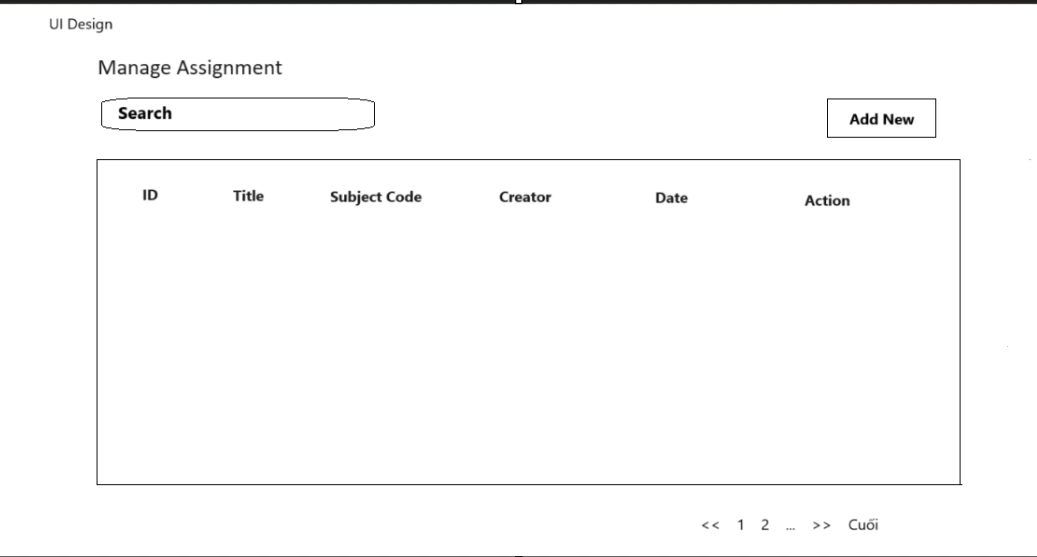 UI Design
Manage Assignment
Search
Add New
ID Title Subject Code Creator Date Action
<< 1 2 ... >> Cuối